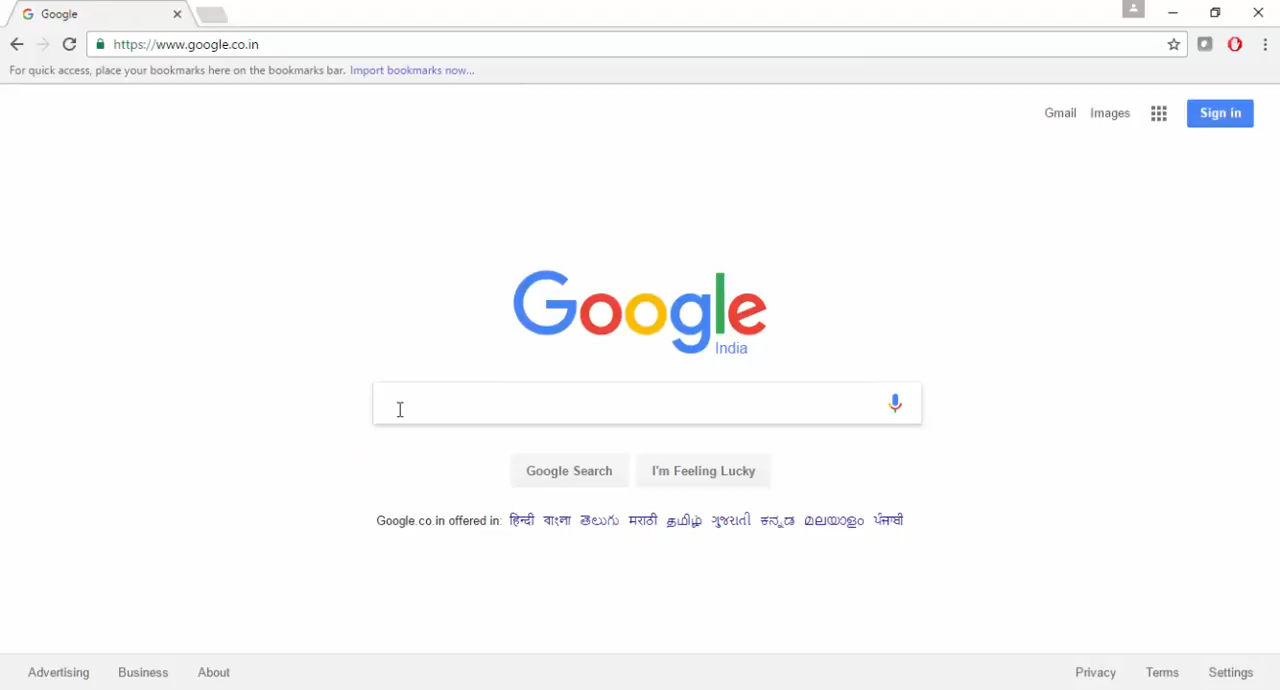 Google
https://www.google.co.in
For quick access, place your bookmarks here on the bookmarks bar. Import bookmarks now...
Gmail Images Sign in
Google
India
Google Search I'm Feeling Lucky
Google.co.in offered in: हिन्दी বাংলা తెలుగు मराठी தமிழ் ગુજરાતી ಕನ್ನಡ മലയാളം ਪੰਜਾਬੀ
Advertising Business About Privacy Terms Settings